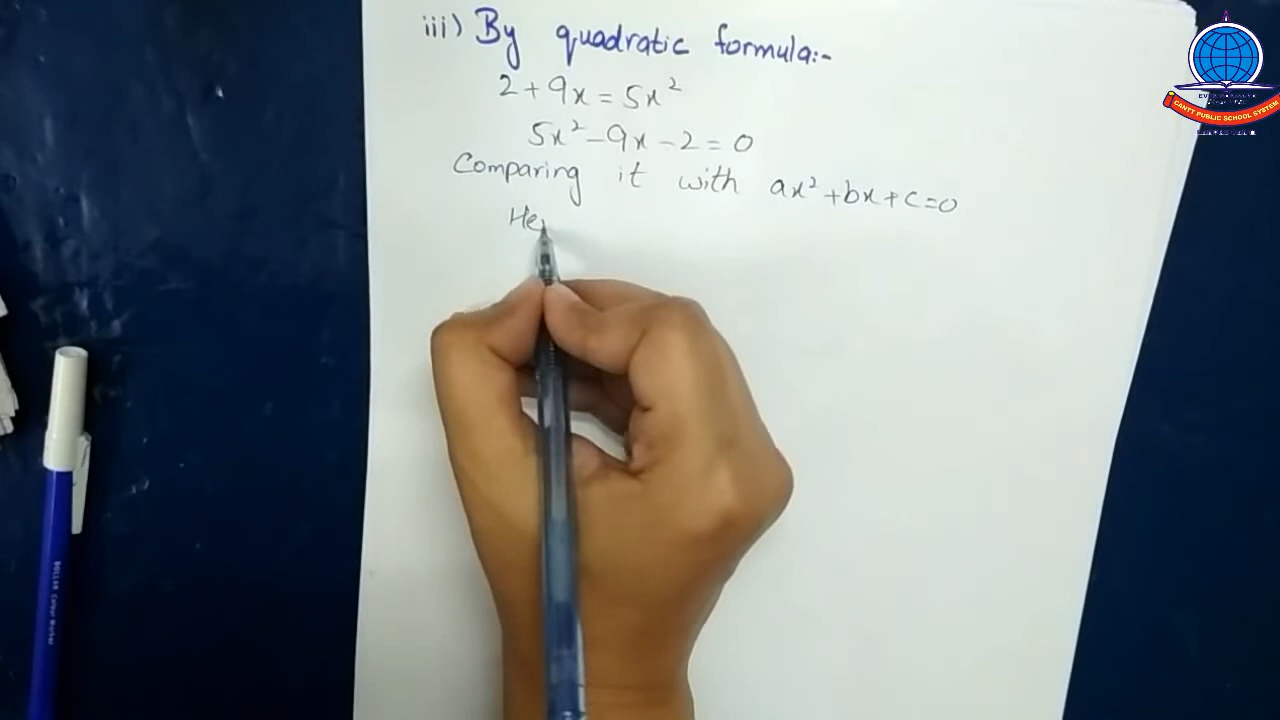 iii) By quadratic formula:-
2 + 9x = 5x²
5x² - 9x - 2 = 0
Comparing it with ax² + bx + c = 0
He
CANTT PUBLIC SCHOOL SYSTEM